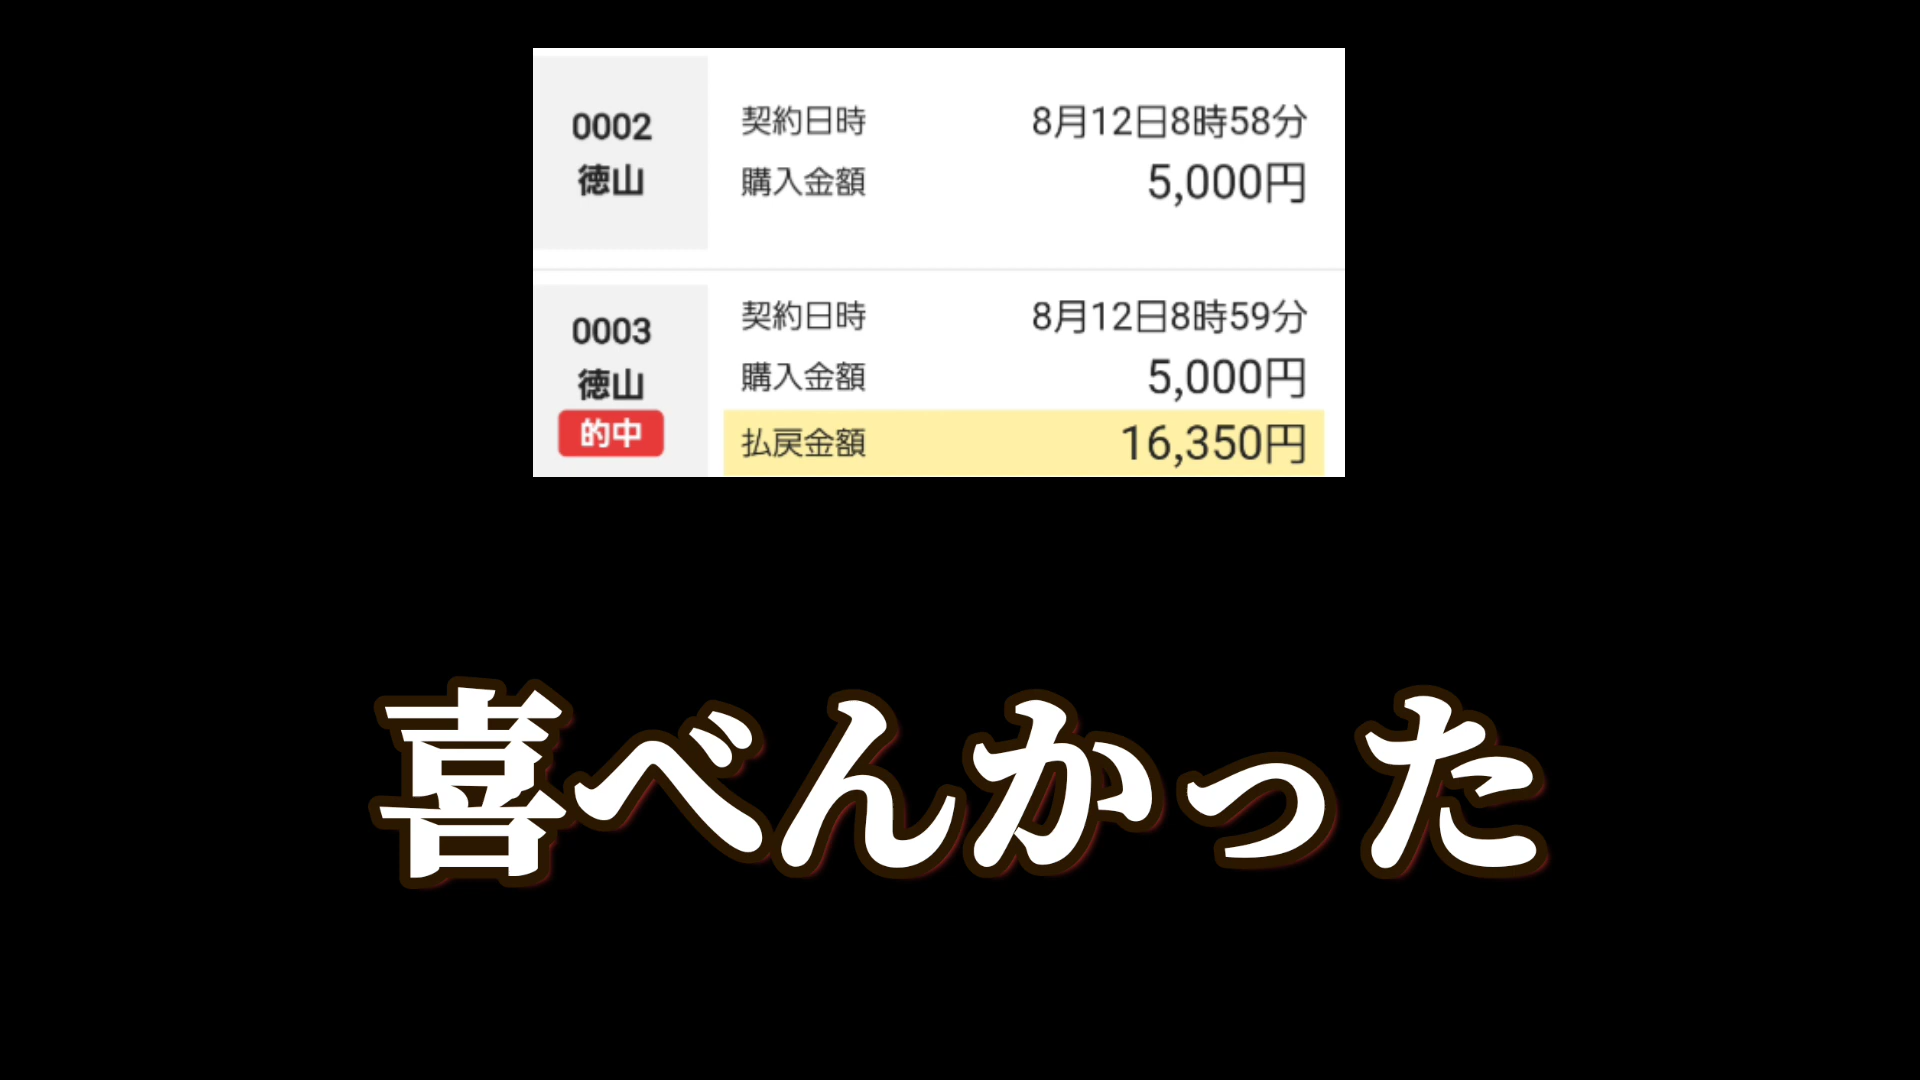 0002
徳山
契約日時 8月12日8時58分
購入金額 5,000円
0003
徳山
的中
契約日時 8月12日8時59分
購入金額 5,000円
払戻金額 16,350円
喜べんかった